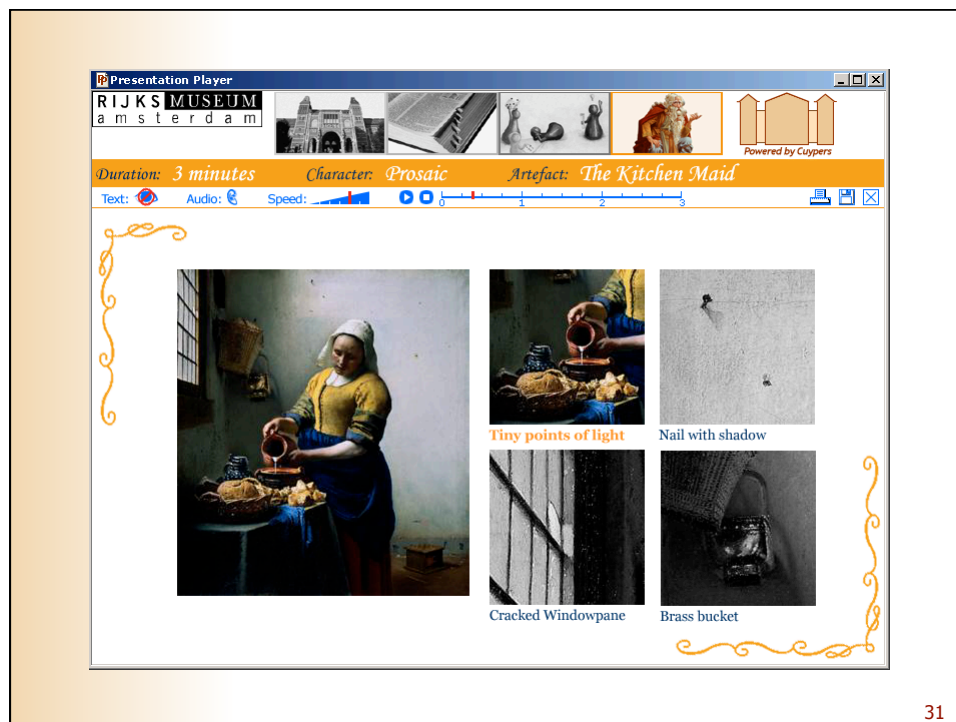 Presentation Player
RIJKS MUSEUM
amsterdam
Powered by Cuypers
Duration: 3 minutes Character: Prosaic Artefact: The Kitchen Maid
Text: Audio: Speed: 0 1 2 3
Tiny points of light Nail with shadow
Cracked Windowpane Brass bucket
31